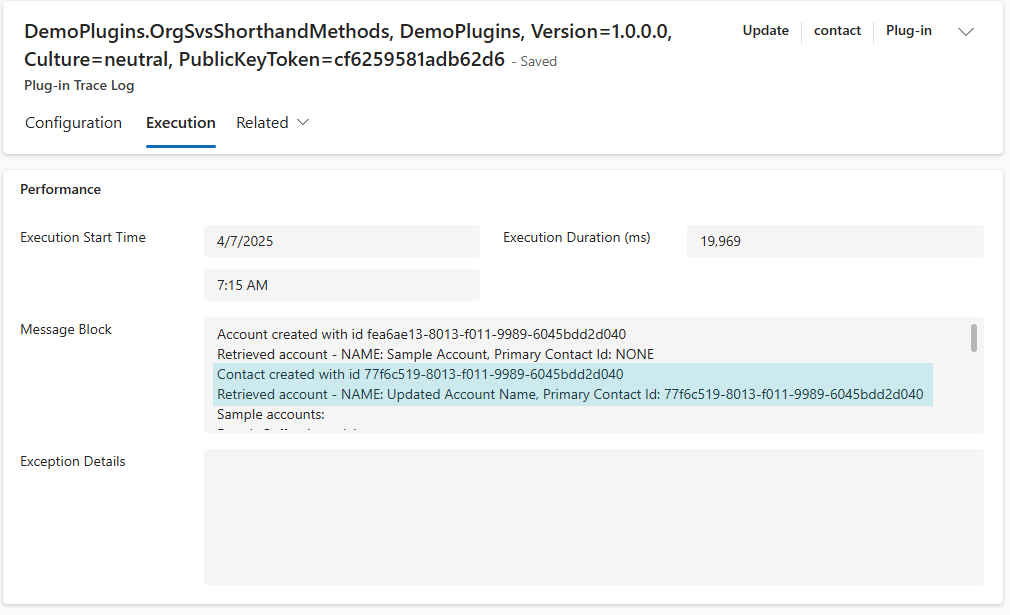 DemoPlugins.OrgSvsShorthandMethods, DemoPlugins, Version=1.0.0.0,
Culture=neutral, PublicKeyToken=cf6259581adb62d6 - Saved
Plug-in Trace Log
Update contact Plug-in
Configuration Execution Related
Performance
Execution Start Time 4/7/2025 Execution Duration (ms) 19,969
7:15 AM
Message Block
Account created with id fea6ae13-8013-f011-9989-6045bdd2d040
Retrieved account - NAME: Sample Account, Primary Contact Id: NONE
Contact created with id 77f6c519-8013-f011-9989-6045bdd2d040
Retrieved account - NAME: Updated Account Name, Primary Contact Id: 77f6c519-8013-f011-9989-6045bdd2d040
Sample accounts:
Exception Details